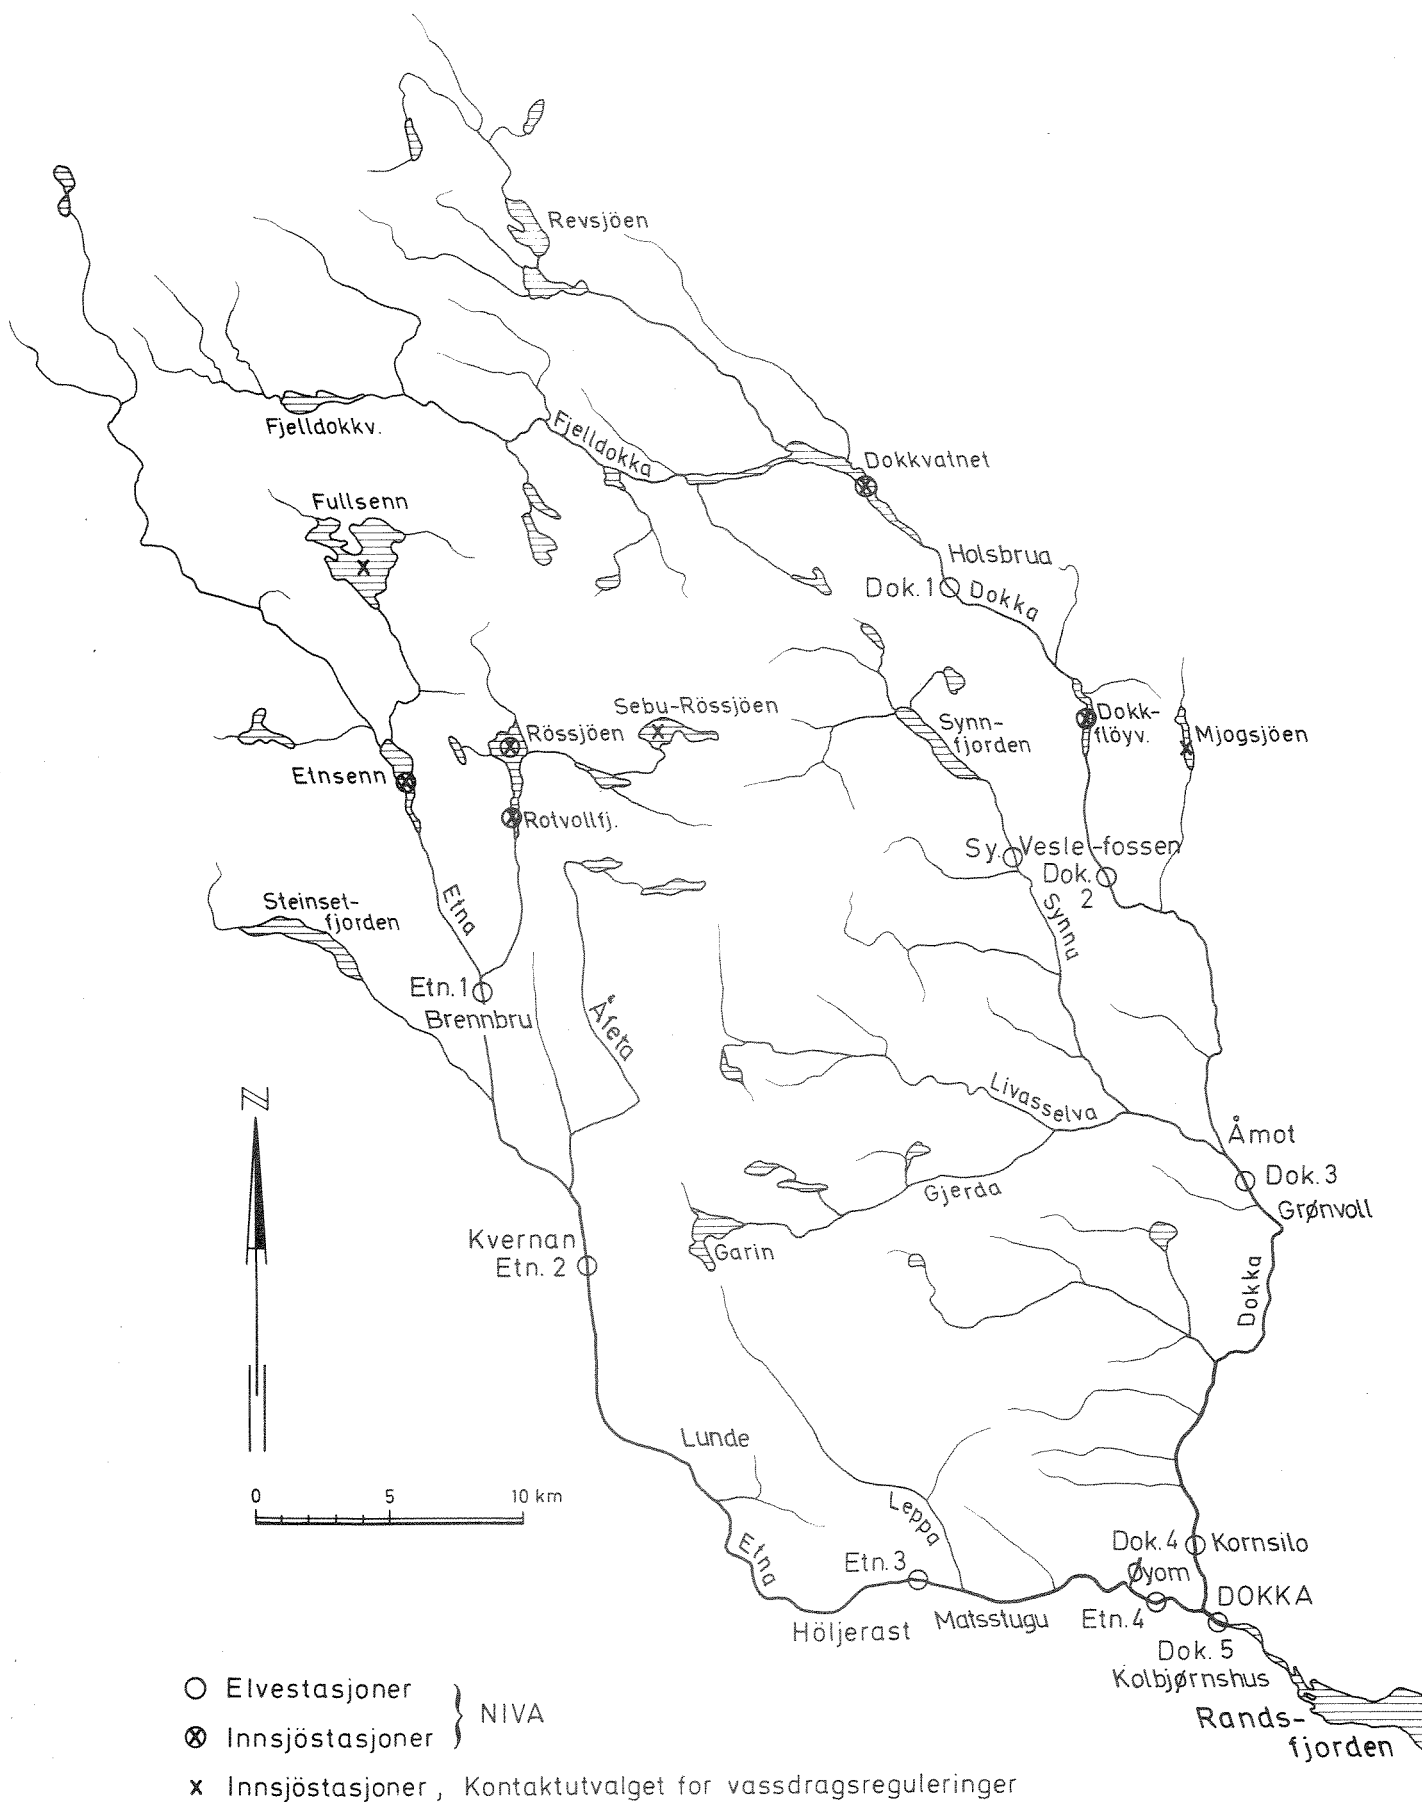 Revsjöen
Fjelldokkv.
Fjelldokka
Dokkvatnet
Fullsenn
Holsbrua
Dok. 1
Dokka
Sebu-Rössjöen
Rössjöen
Synn-
fjorden
Dokk-
flöyv.
Mjogsjöen
Etnsenn
Rotvollfj.
Sy.
Vesle-fossen
Dok.
2
Steinset-
fjorden
Etna
Synnu
Etn. 1
Brennbru
Åfeta
N
Livasselva
Åmot
Dok. 3
Grønvoll
Gjerda
Kvernan
Etn. 2
Garin
Dokka
Lunde
0 5 10 km
Leppa
Etna
Etn. 3
Dok. 4
Kornsilo
Øyom
DOKKA
Höljerast
Matsstugu
Etn. 4
Dok. 5
Kolbjørnshus
Rands-
fjorden
Elvestasjoner
NIVA
Innsjöstasjoner
x Innsjöstasjoner, Kontaktutvalget for vassdragsreguleringer